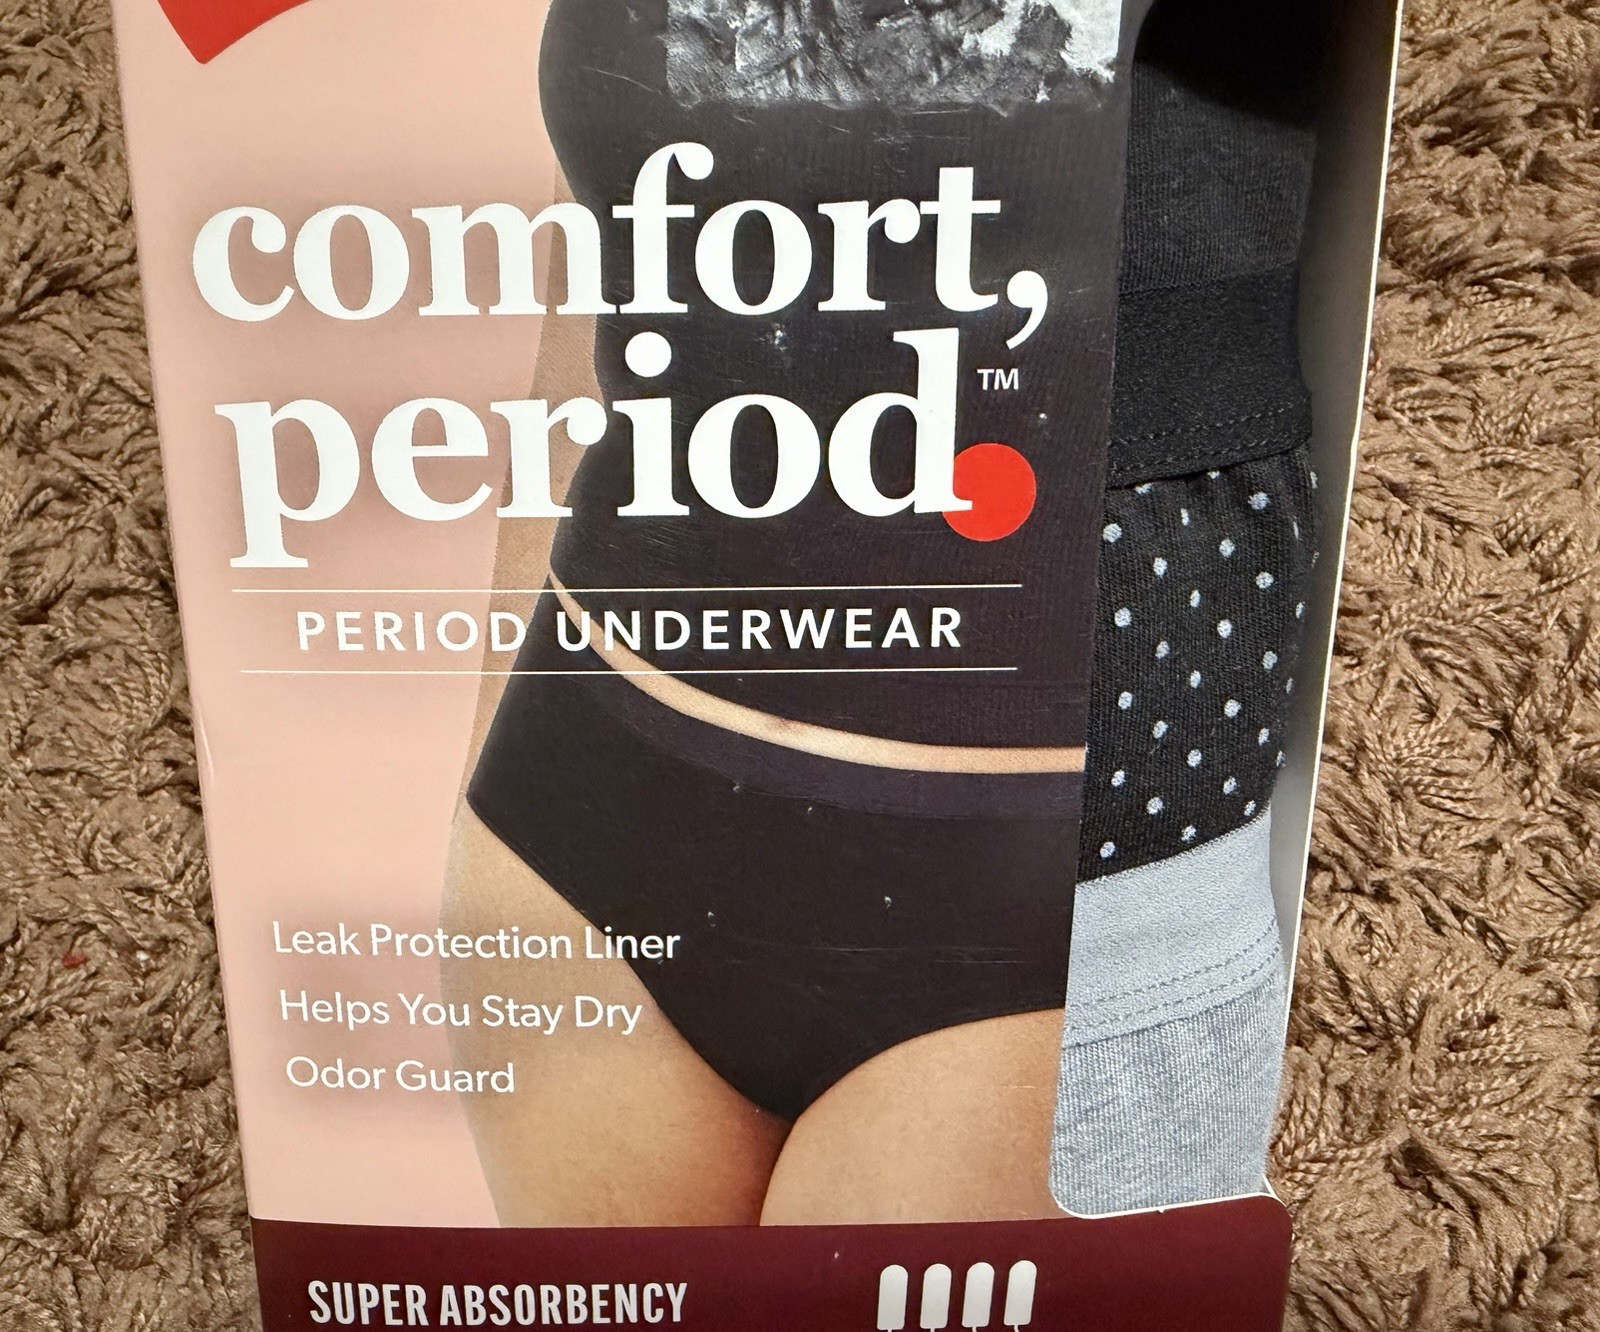 comfort,
period.™
PERIOD UNDERWEAR
Leak Protection Liner
Helps You Stay Dry
Odor Guard
SUPER ABSORBENCY